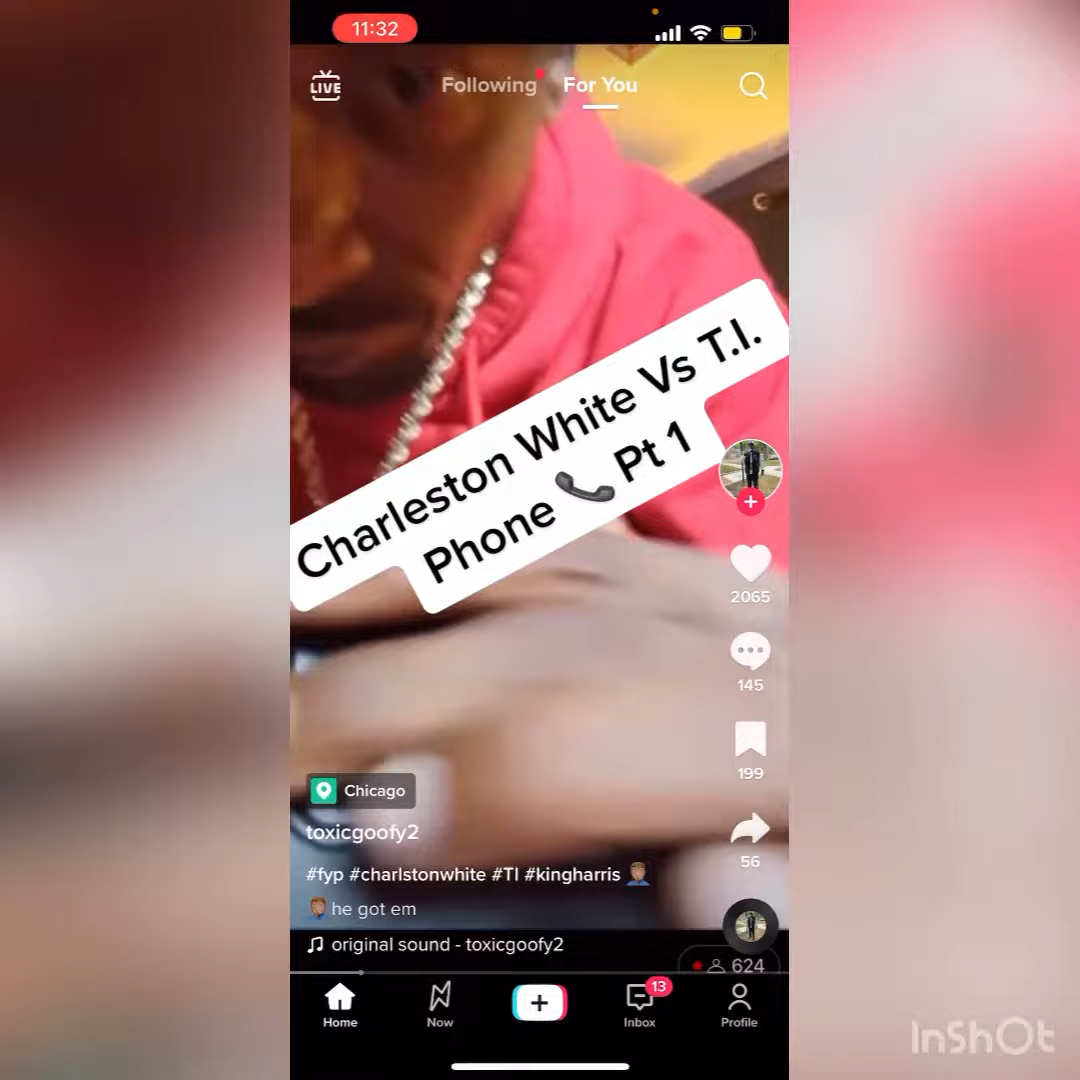 11:32
LIVE
Following
For You
Charleston White Vs T.I.
Phone 📞 Pt 1
2065
145
199
56
Chicago
toxicgoofy2
#fyp #charlstonwhite #TI #kingharris 🤦🏽‍♂️
🤦🏽‍♂️ he got em
original sound - toxicgoofy2
624
Home
Now
13
Inbox
Profile
InShOt